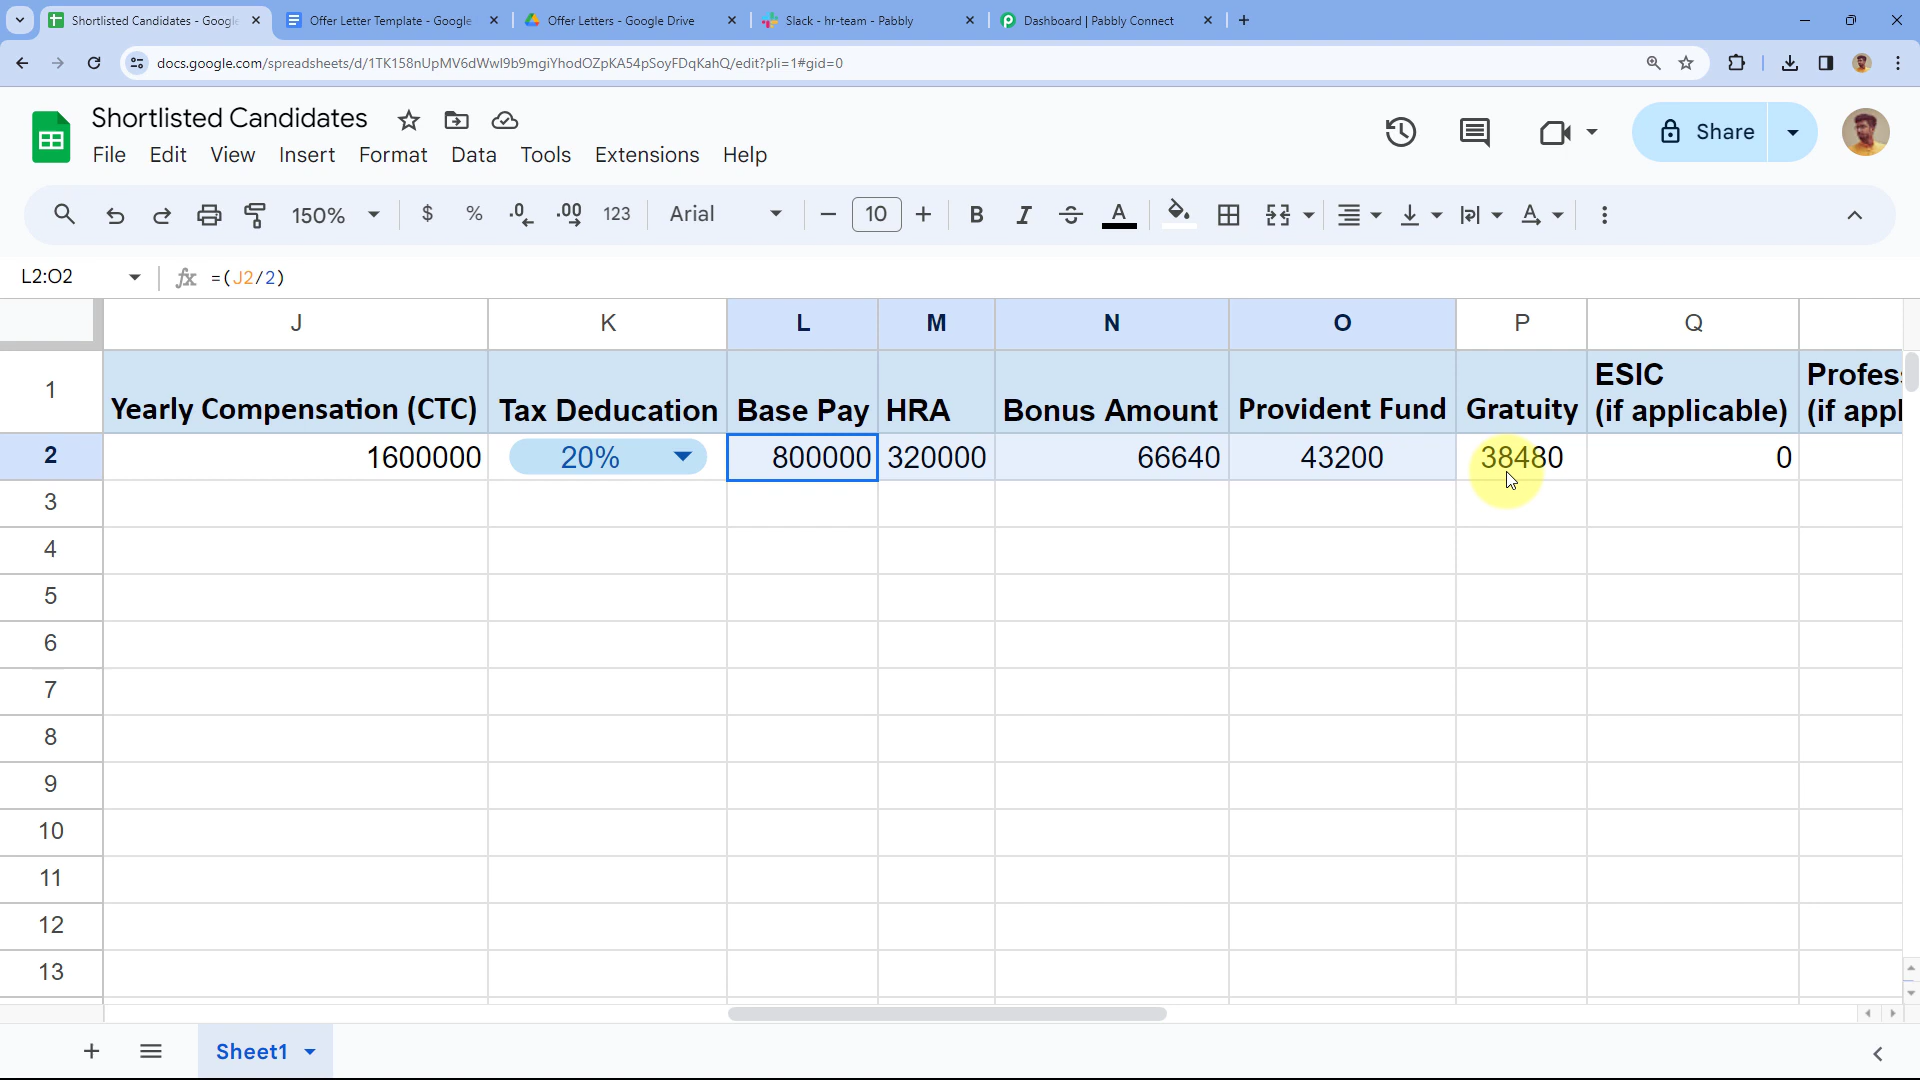 Shortlisted Candidates - Google
Offer Letter Template - Google
Offer Letters - Google Drive
Slack - hr-team - Pabbly
Dashboard | Pabbly Connect
docs.google.com/spreadsheets/d/1TK158nUpMV6dWwl9b9mgiYhodOZpKA54pSoyFDqKahQ/edit?pli=1#gid=0
Shortlisted Candidates
File Edit View Insert Format Data Tools Extensions Help
Share
150% $ % .0 .00 123 Arial 10 B I A A
L2:O2 fx =(J2/2)
J K L M N O P Q
1 Yearly Compensation (CTC) Tax Deducation Base Pay HRA Bonus Amount Provident Fund Gratuity ESIC Profes
(if applicable) (if appl
2 1600000 20% 800000 320000 66640 43200 38480 0
3
4
5
6
7
8
9
10
11
12
13
Sheet1